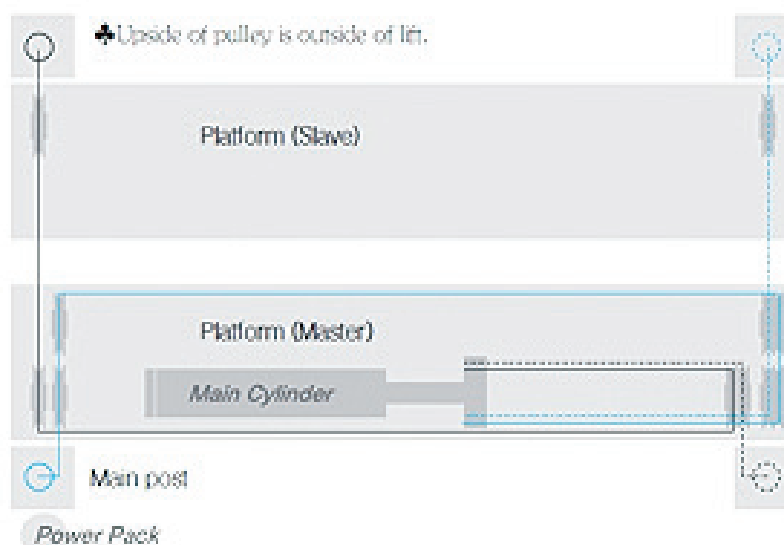 ♣Upside of pulley is outside of lift.
Platform (Slave)
Platform (Master)
Main Cylinder
Main post
Power Pack